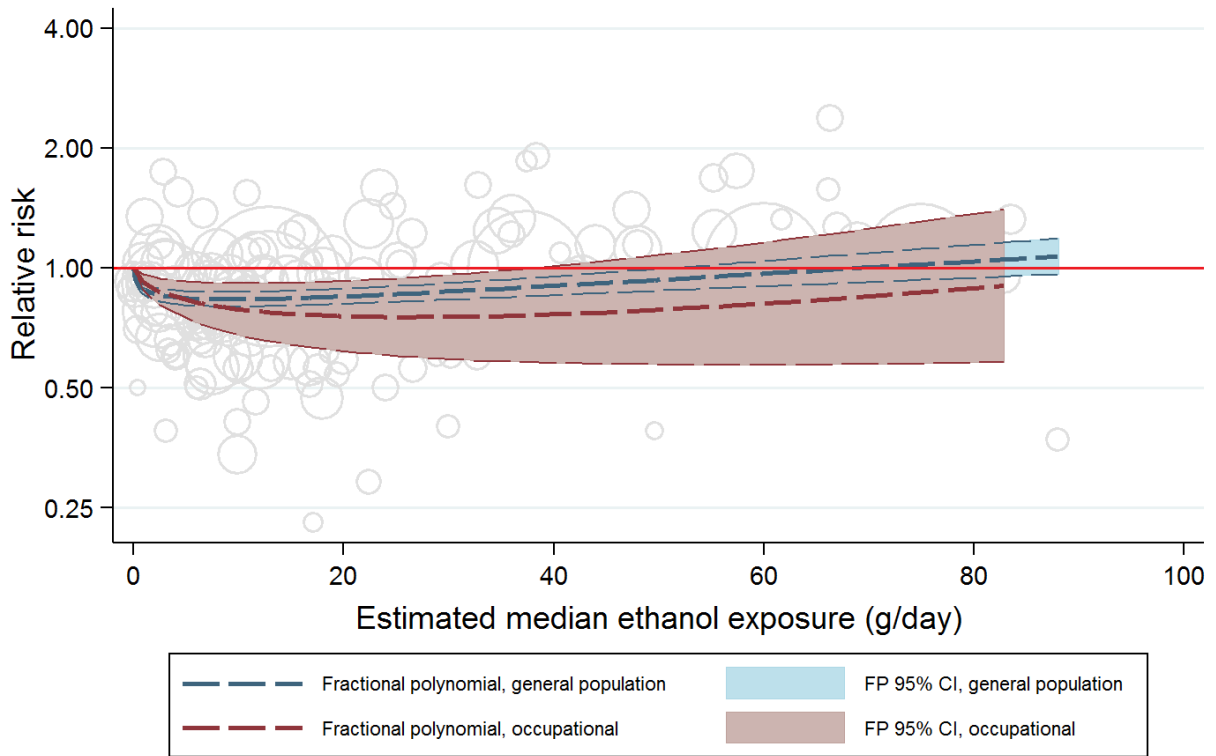 4.00
2.00
1.00
0.50
0.25
Relative risk
0 20 40 60 80 100
Estimated median ethanol exposure (g/day)
Fractional polynomial, general population FP 95% CI, general population
Fractional polynomial, occupational FP 95% CI, occupational